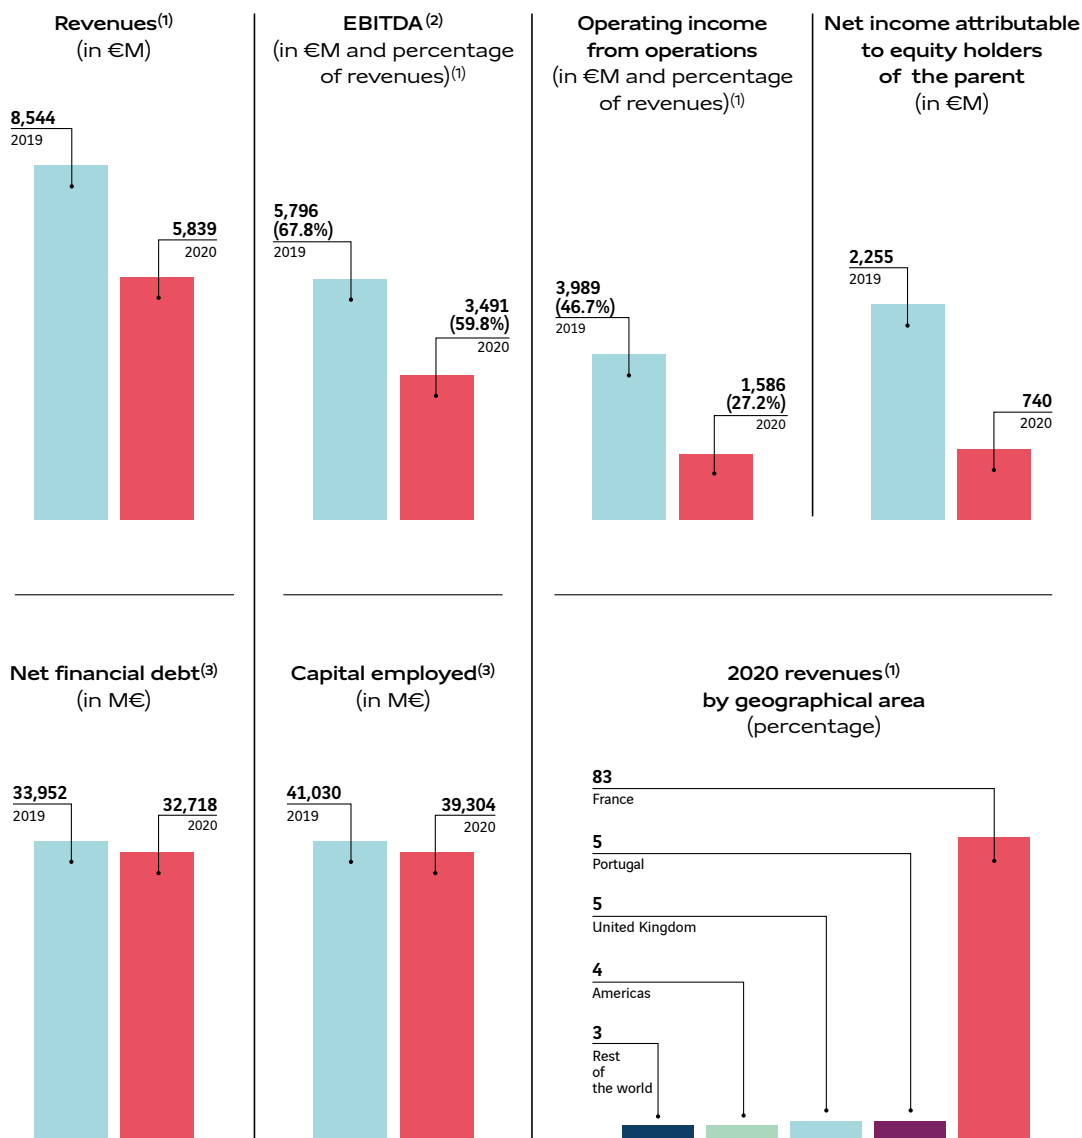 Revenues(1)
(in €M)
8,544
2019
5,839
2020
EBITDA(2)
(in €M and percentage
of revenues)(1)
5,796
(67.8%)
2019
3,491
(59.8%)
2020
Operating income
from operations
(in €M and percentage
of revenues)(1)
3,989
(46.7%)
2019
1,586
(27.2%)
2020
Net income attributable
to equity holders
of the parent
(in €M)
2,255
2019
740
2020
Net financial debt(3)
(in M€)
33,952
2019
32,718
2020
Capital employed(3)
(in M€)
41,030
2019
39,304
2020
2020 revenues(1)
by geographical area
(percentage)
83
France
5
Portugal
5
United Kingdom
4
Americas
3
Rest
of
the world